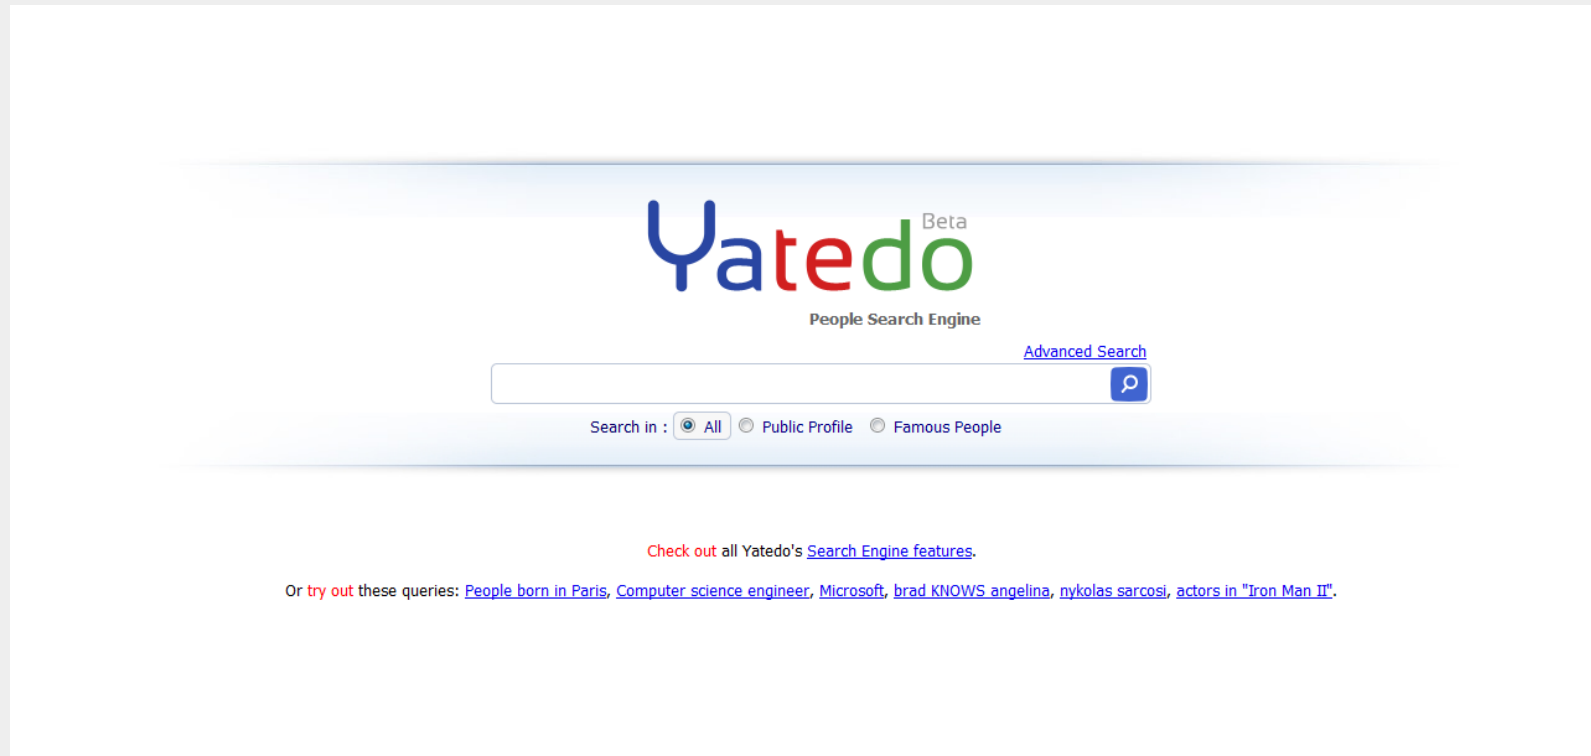 Yatedo Beta
People Search Engine
Advanced Search
Search in : All Public Profile Famous People
Check out all Yatedo's Search Engine features.
Or try out these queries: People born in Paris, Computer science engineer, Microsoft, brad KNOWS angelina, nykolas sarcosi, actors in "Iron Man II".